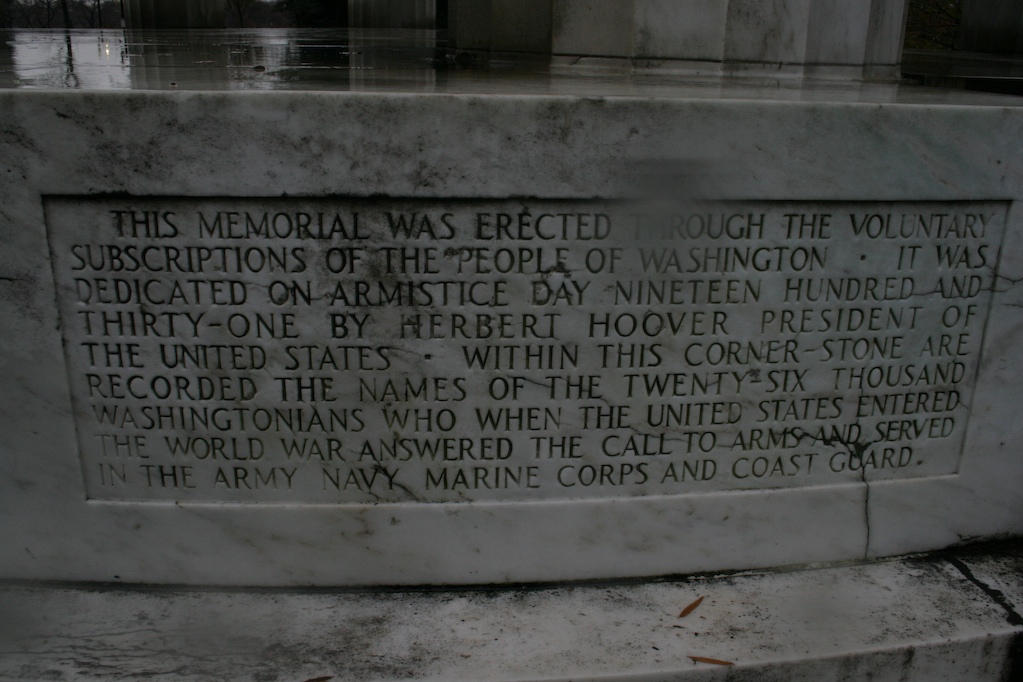 THIS MEMORIAL WAS ERECTED THROUGH THE VOLUNTARY
SUBSCRIPTIONS OF THE PEOPLE OF WASHINGTON · IT WAS
DEDICATED ON ARMISTICE DAY NINETEEN HUNDRED AND
THIRTY-ONE BY HERBERT HOOVER PRESIDENT OF
THE UNITED STATES · WITHIN THIS CORNER-STONE ARE
RECORDED THE NAMES OF THE TWENTY-SIX THOUSAND
WASHINGTONIANS WHO WHEN THE UNITED STATES ENTERED
THE WORLD WAR ANSWERED THE CALL TO ARMS AND SERVED
IN THE ARMY NAVY MARINE CORPS AND COAST GUARD.